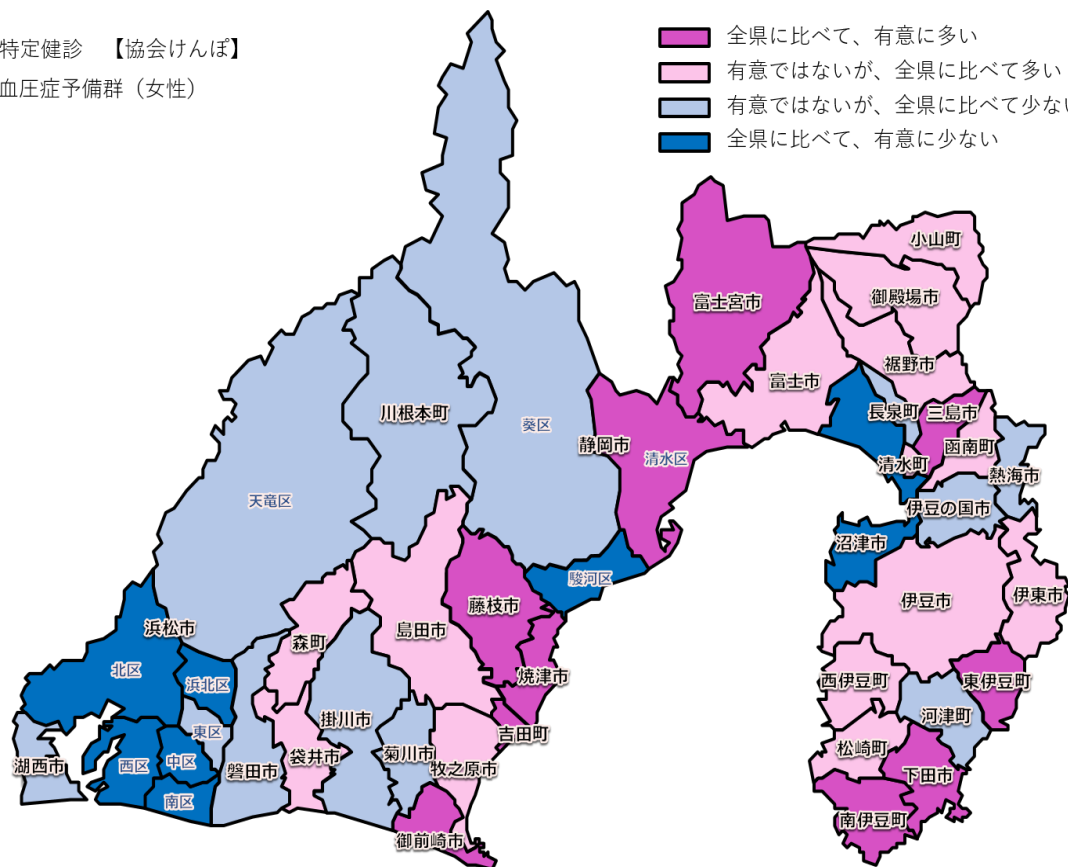 特定健診　【協会けんぽ】
血圧症予備群（女性）
全県に比べて、有意に多い
有意ではないが、全県に比べて多い
有意ではないが、全県に比べて少ない
全県に比べて、有意に少ない
小山町
御殿場市
富士宮市
裾野市
富士市
長泉町
三島市
川根本町
葵区
静岡市
清水区
函南町
清水町
熱海市
天竜区
伊豆の国市
沼津市
駿河区
藤枝市
伊豆市
伊東市
浜松市
島田市
森町
北区
浜北区
焼津市
西伊豆町
東伊豆町
河津町
東区
掛川市
吉田町
菊川市
松崎町
湖西市
西区
中区
磐田市
袋井市
牧之原市
下田市
南区
御前崎市
南伊豆町